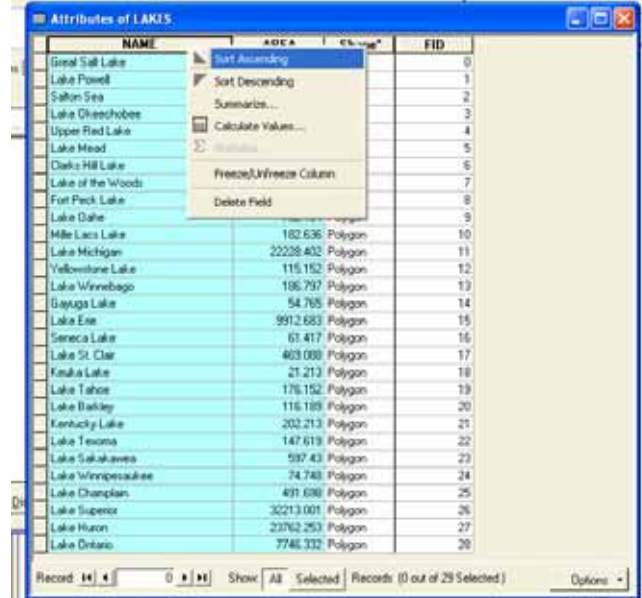 Attributes of LAKES
NAME AREA Shape* FID
Great Salt Lake 0
Lake Powell 1
Salton Sea 2
Lake Okeechobee 3
Upper Red Lake 4
Lake Mead 5
Clarks Hill Lake 6
Lake of the Woods 7
Fort Peck Lake 8
Lake Oahe 9
Sort Ascending
Sort Descending
Summarize...
Calculate Values...
Statistics...
Freeze/Unfreeze Column
Delete Field
Mille Lacs Lake 182.636 Polygon 10
Lake Michigan 22228.402 Polygon 11
Yellowstone Lake 115.152 Polygon 12
Lake Winnebago 186.797 Polygon 13
Gayuga Lake 54.765 Polygon 14
Lake Erie 9912.683 Polygon 15
Seneca Lake 61.417 Polygon 16
Lake St. Clair 469.088 Polygon 17
Keuka Lake 21.213 Polygon 18
Lake Tahoe 176.152 Polygon 19
Lake Barkley 116.189 Polygon 20
Kentucky Lake 202.213 Polygon 21
Lake Texoma 147.619 Polygon 22
Lake Sakakawea 597.43 Polygon 23
Lake Winnipesaukee 74.748 Polygon 24
Lake Champlain 491.698 Polygon 25
Lake Superior 32213.001 Polygon 26
Lake Huron 23762.253 Polygon 27
Lake Ontario 7746.332 Polygon 28
Record: 0 Show: All Selected Records (0 out of 29 Selected.) Options